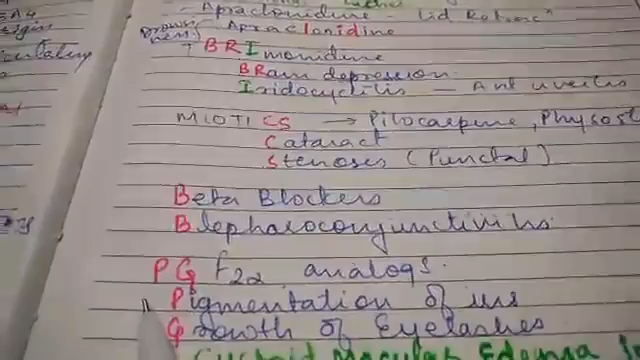 - Apraclonidine - Lid Retracn
Apraclonidine
↑ BRImonidine
BRain depression
Iridocyclitis — Ant uveitis
MIOTICS → Pilocarpine, Physost
Cataract
Stenoses (Punctal)
Beta Blockers
Blepharoconjunctivitis
PG F2α analogs
Pigmentation of iris
Growth of Eyelashes
Cystoid Macular Edema